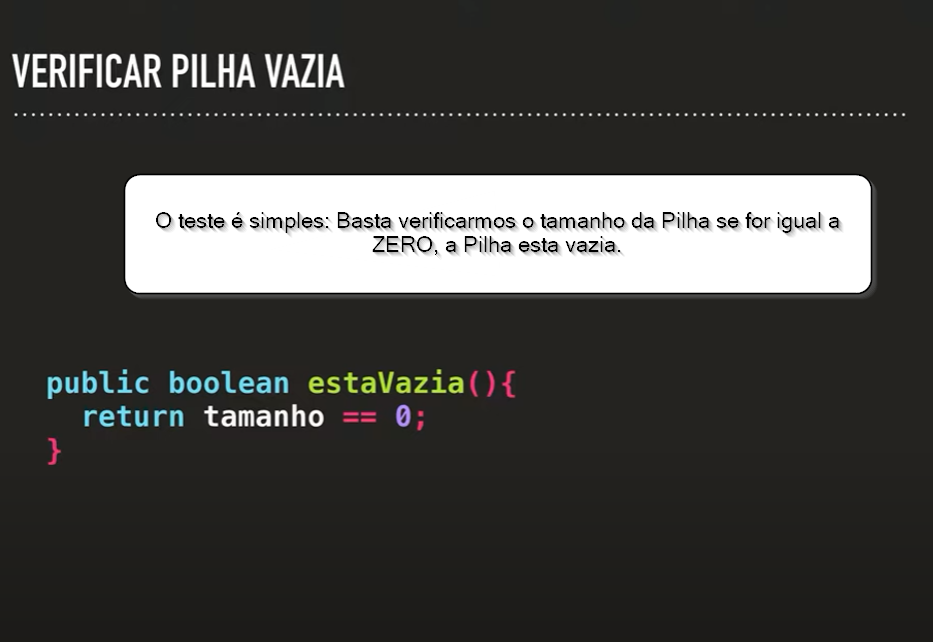 VERIFICAR PILHA VAZIA
O teste é simples: Basta verificarmos o tamanho da Pilha se for igual a
ZERO, a Pilha esta vazia.
public boolean estaVazia(){
  return tamanho == 0;
}